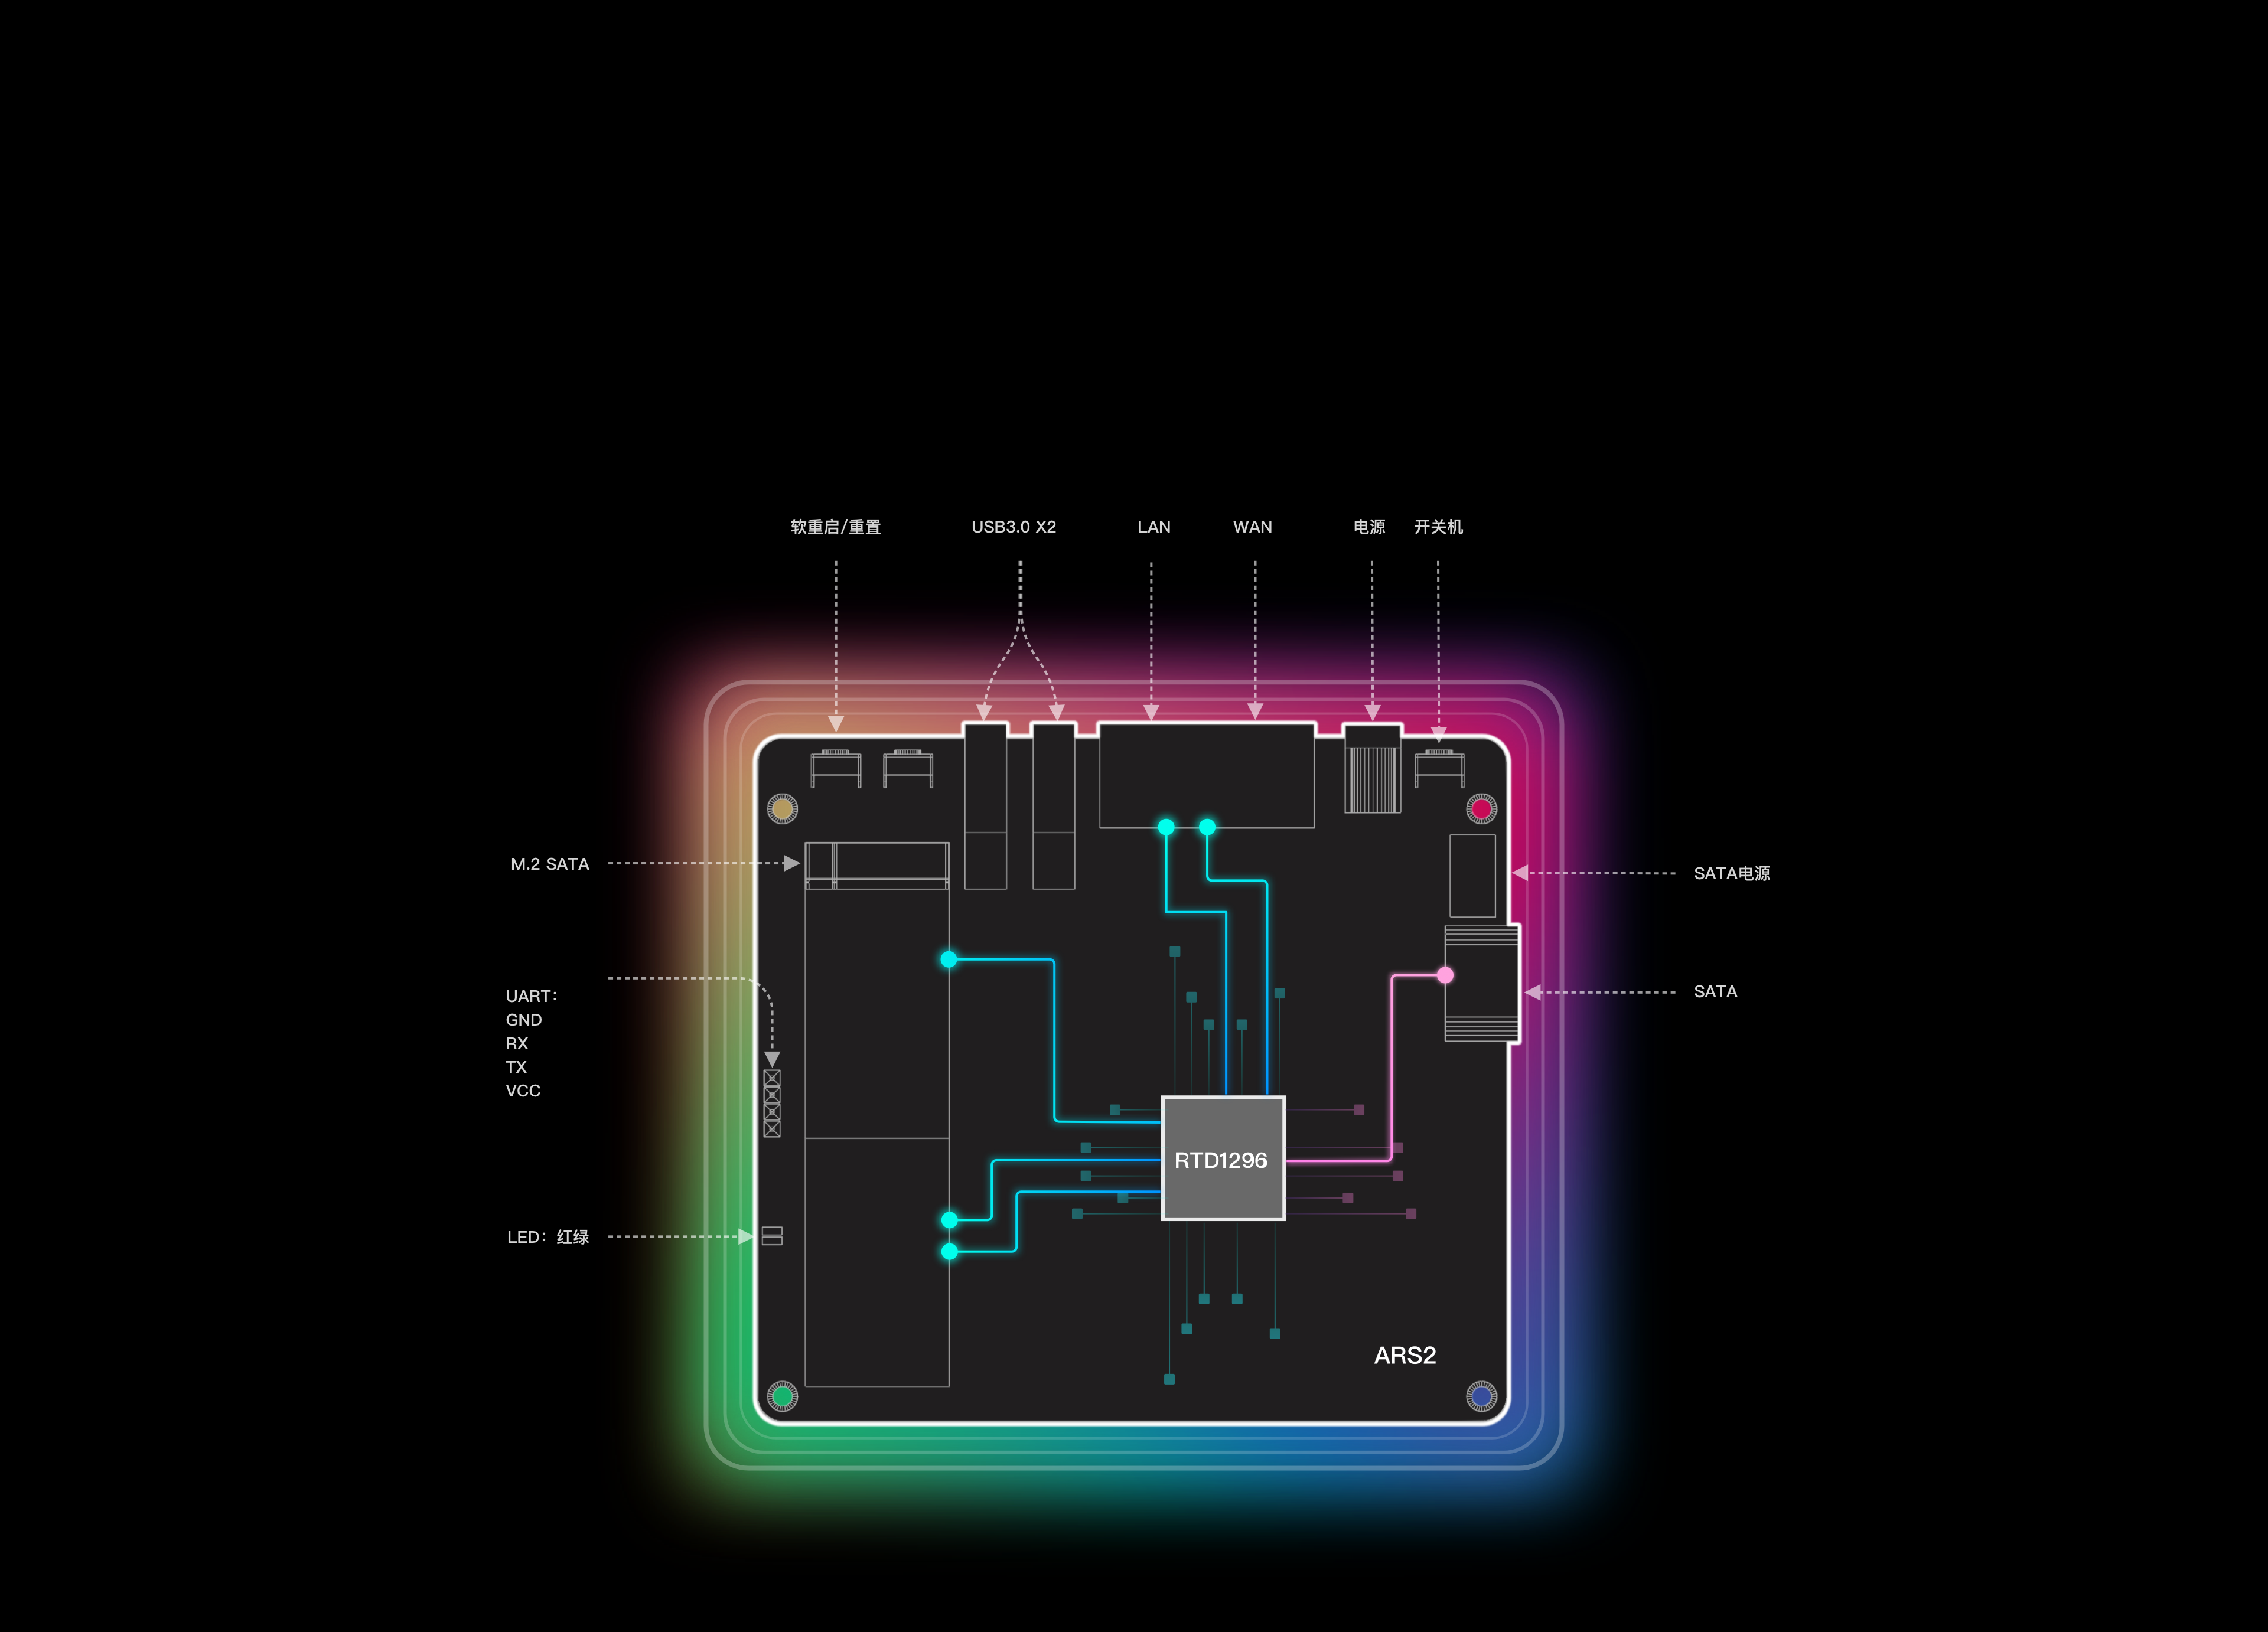 软重启/重置
USB3.0 X2
LAN
WAN
电源
开关机
M.2 SATA
SATA电源
UART：
GND
RX
TX
VCC
SATA
RTD1296
LED：红绿
ARS2